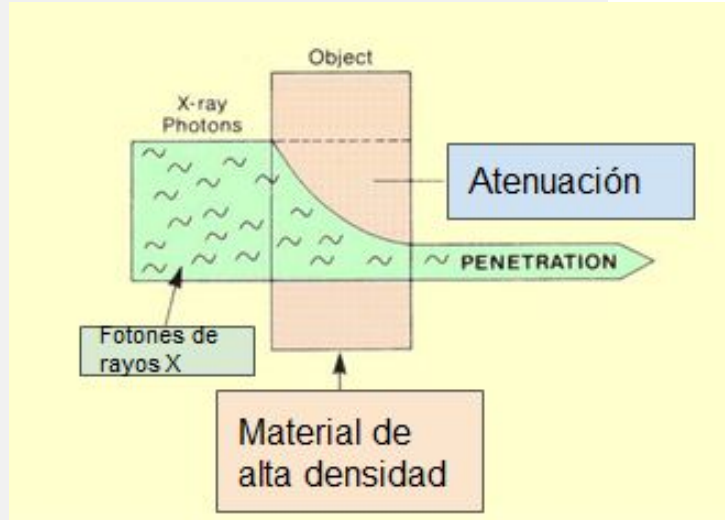 Object
X-ray
Photons
Atenuación
PENETRATION
Fotones de
rayos X
Material de
alta densidad